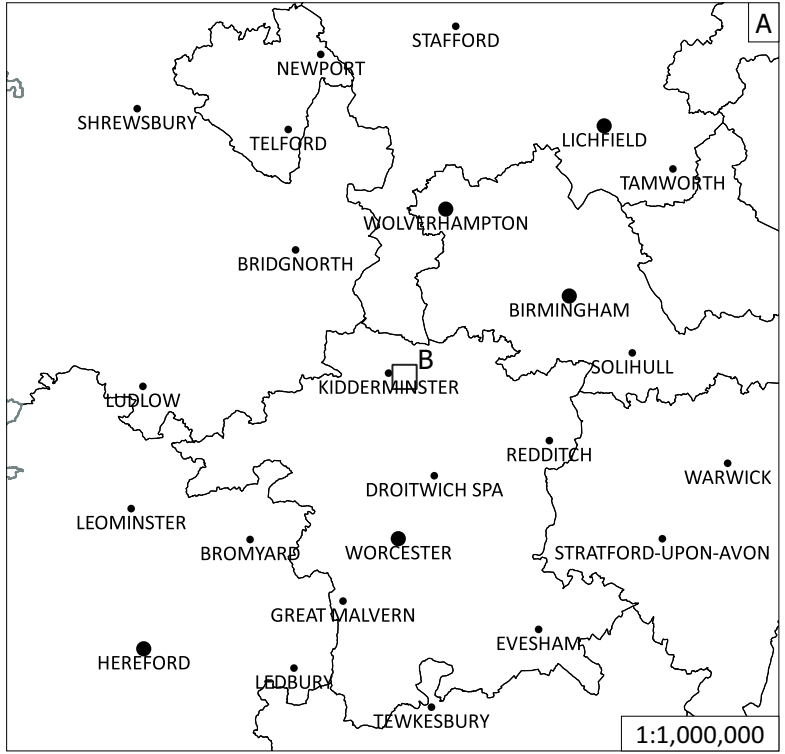 A
STAFFORD
NEWPORT
SHREWSBURY
TELFORD
LICHFIELD
TAMWORTH
WOLVERHAMPTON
BRIDGNORTH
BIRMINGHAM
B
SOLIHULL
KIDDERMINSTER
LUDLOW
REDDITCH
WARWICK
DROITWICH SPA
LEOMINSTER
BROMYARD
WORCESTER
STRATFORD-UPON-AVON
GREAT MALVERN
EVESHAM
HEREFORD
LEDBURY
TEWKESBURY
1:1,000,000